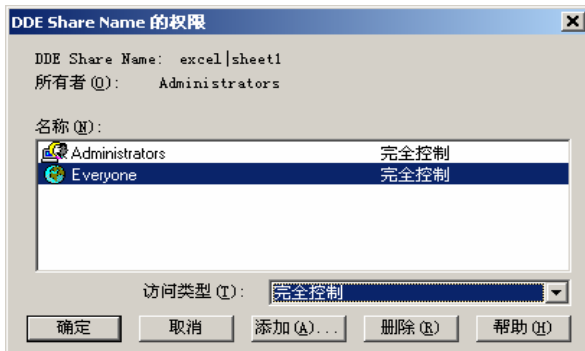 DDE Share Name 的权限
DDE Share Name: excel|sheet1
所有者(O): Administrators
名称(N):
Administrators 完全控制
Everyone 完全控制
访问类型(T): 完全控制
确定 取消 添加(A)... 删除(R) 帮助(H)